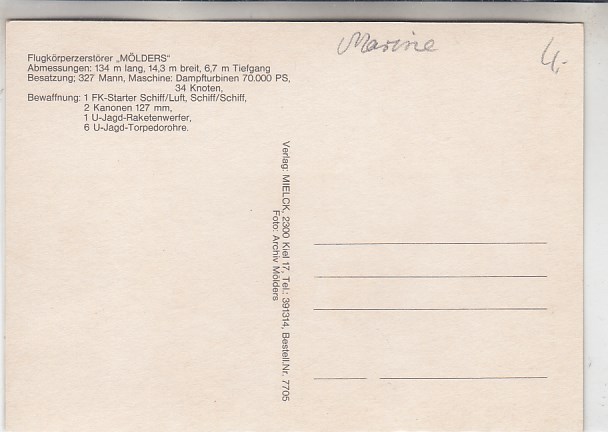 Flugkörperzerstörer „MÖLDERS“
Abmessungen: 134 m lang, 14,3 m breit, 6,7 m Tiefgang
Besatzung; 327 Mann, Maschine: Dampfturbinen 70.000 PS,
34 Knoten,
Bewaffnung: 1 FK-Starter Schiff/Luft, Schiff/Schiff,
2 Kanonen 127 mm,
1 U-Jagd-Raketenwerfer,
6 U-Jagd-Torpedorohre.
Marine
4,-
Verlag: MIELCK, 2300 Kiel 17, Tel.: 391314, Bestell.Nr. 7705
Foto: Archiv Mölders